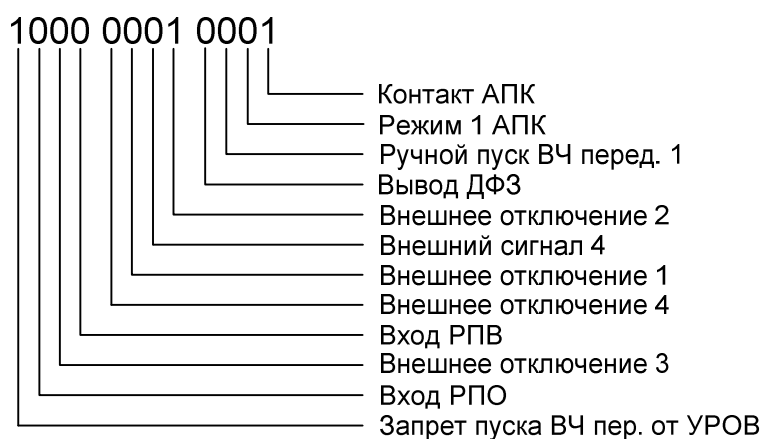 1000 0001 0001
Контакт АПК
Режим 1 АПК
Ручной пуск ВЧ перед. 1
Вывод ДФЗ
Внешнее отключение 2
Внешний сигнал 4
Внешнее отключение 1
Внешнее отключение 4
Вход РПВ
Внешнее отключение 3
Вход РПО
Запрет пуска ВЧ пер. от УРОВ